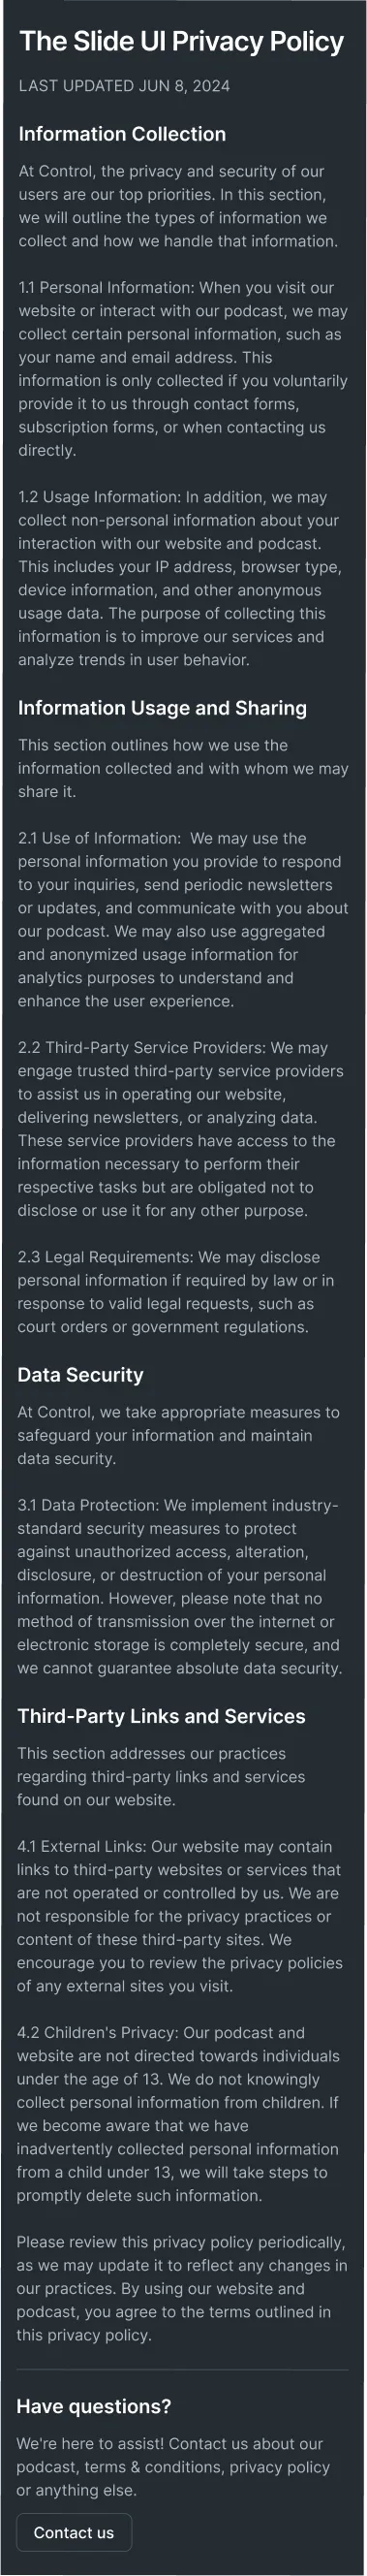 The Slide UI Privacy Policy
LAST UPDATED JUN 8, 2024
Information Collection
At Control, the privacy and security of our
users are our top priorities. In this section,
we will outline the types of information we
collect and how we handle that information.
1.1 Personal Information: When you visit our
website or interact with our podcast, we may
collect certain personal information, such as
your name and email address. This
information is only collected if you voluntarily
provide it to us through contact forms,
subscription forms, or when contacting us
directly.
1.2 Usage Information: In addition, we may
collect non-personal information about your
interaction with our website and podcast.
This includes your IP address, browser type,
device information, and other anonymous
usage data. The purpose of collecting this
information is to improve our services and
analyze trends in user behavior.
Information Usage and Sharing
This section outlines how we use the
information collected and with whom we may
share it.
2.1 Use of Information:  We may use the
personal information you provide to respond
to your inquiries, send periodic newsletters
or updates, and communicate with you about
our podcast. We may also use aggregated
and anonymized usage information for
analytics purposes to understand and
enhance the user experience.
2.2 Third-Party Service Providers: We may
engage trusted third-party service providers
to assist us in operating our website,
delivering newsletters, or analyzing data.
These service providers have access to the
information necessary to perform their
respective tasks but are obligated not to
disclose or use it for any other purpose.
2.3 Legal Requirements: We may disclose
personal information if required by law or in
response to valid legal requests, such as
court orders or government regulations.
Data Security
At Control, we take appropriate measures to
safeguard your information and maintain
data security.
3.1 Data Protection: We implement industry-
standard security measures to protect
against unauthorized access, alteration,
disclosure, or destruction of your personal
information. However, please note that no
method of transmission over the internet or
electronic storage is completely secure, and
we cannot guarantee absolute data security.
Third-Party Links and Services
This section addresses our practices
regarding third-party links and services
found on our website.
4.1 External Links: Our website may contain
links to third-party websites or services that
are not operated or controlled by us. We are
not responsible for the privacy practices or
content of these third-party sites. We
encourage you to review the privacy policies
of any external sites you visit.
4.2 Children's Privacy: Our podcast and
website are not directed towards individuals
under the age of 13. We do not knowingly
collect personal information from children. If
we become aware that we have
inadvertently collected personal information
from a child under 13, we will take steps to
promptly delete such information.
Please review this privacy policy periodically,
as we may update it to reflect any changes in
our practices. By using our website and
podcast, you agree to the terms outlined in
this privacy policy.
Have questions?
We're here to assist! Contact us about our
podcast, terms & conditions, privacy policy
or anything else.
Contact us